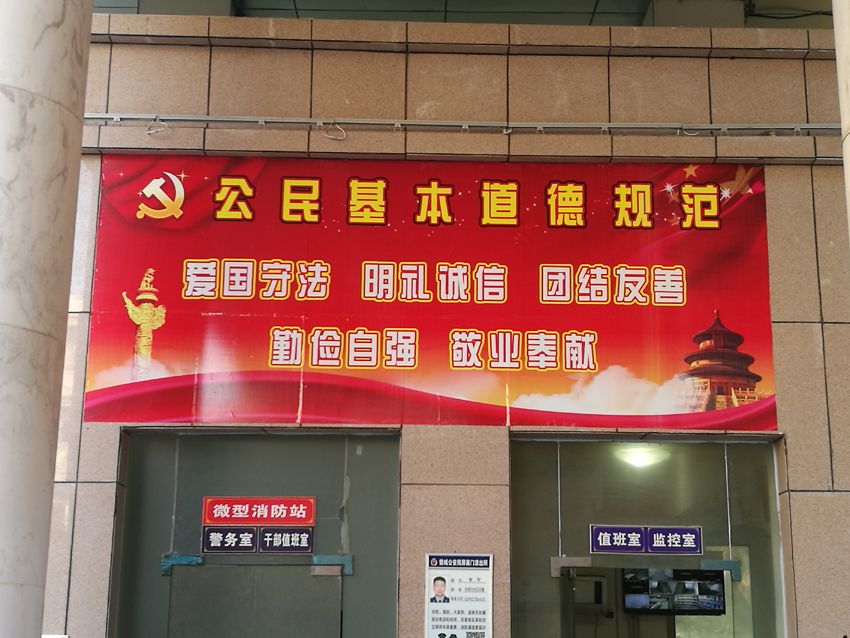 公民基本道德规范
爱国守法 明礼诚信 团结友善
勤俭自强 敬业奉献
微型消防站
警务室 干部值班室
值班室 监控室